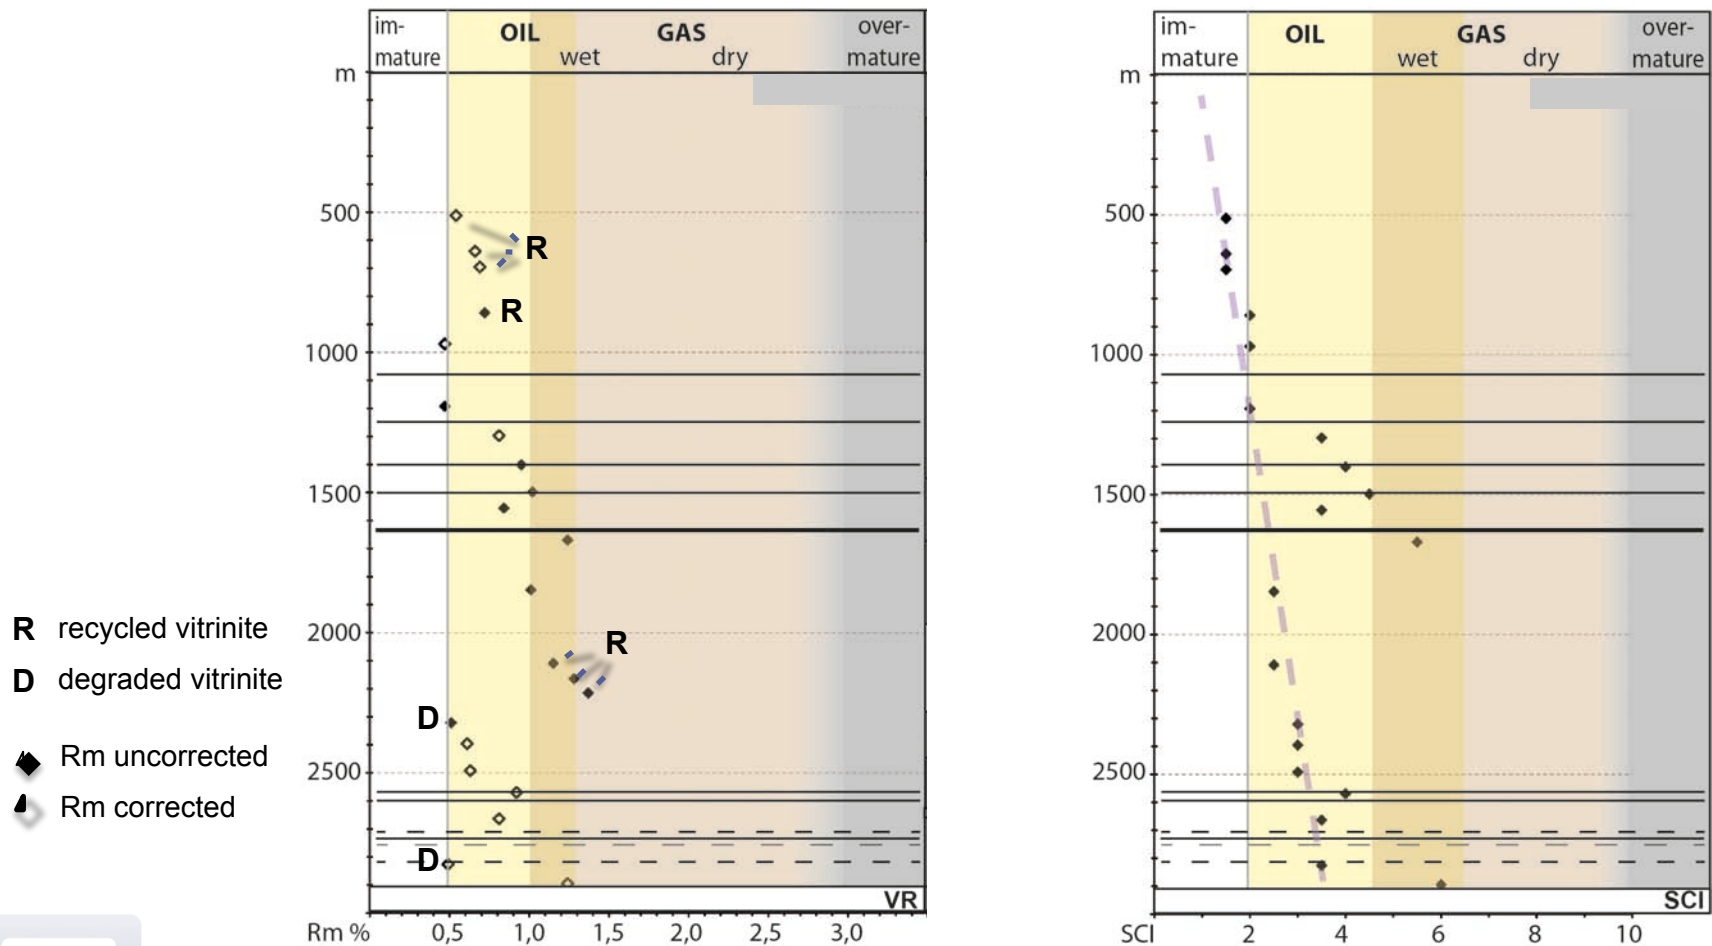 im-
mature
OIL
GAS
wet
dry
over-
mature
m
500
1000
1500
2000
2500
R
R
R
D
D
VR
Rm %
0,5
1,0
1,5
2,0
2,5
3,0
R recycled vitrinite
D degraded vitrinite
Rm uncorrected
Rm corrected
im-
mature
OIL
GAS
wet
dry
over-
mature
m
500
1000
1500
2000
2500
SCI
SCI
2
4
6
8
10